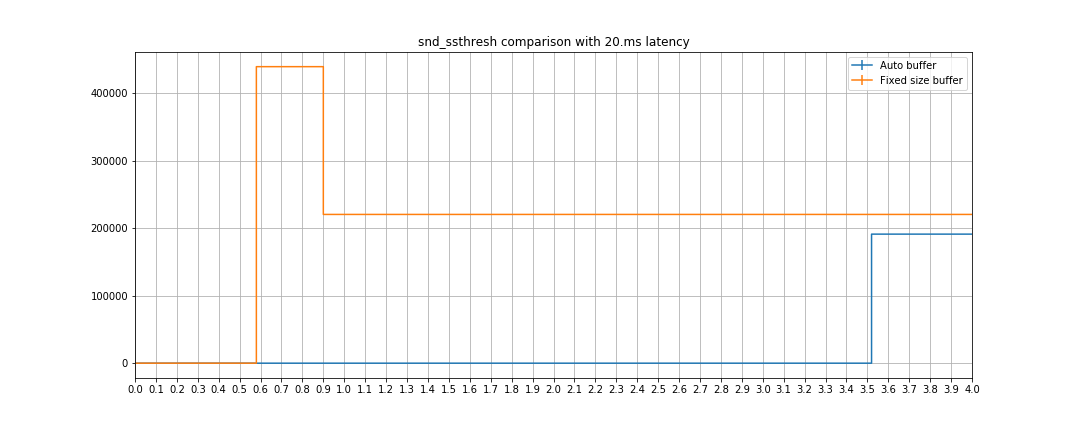 snd_ssthresh comparison with 20.ms latency
Auto buffer
Fixed size buffer
400000
300000
200000
100000
0
0.0 0.1 0.2 0.3 0.4 0.5 0.6 0.7 0.8 0.9 1.0 1.1 1.2 1.3 1.4 1.5 1.6 1.7 1.8 1.9 2.0 2.1 2.2 2.3 2.4 2.5 2.6 2.7 2.8 2.9 3.0 3.1 3.2 3.3 3.4 3.5 3.6 3.7 3.8 3.9 4.0